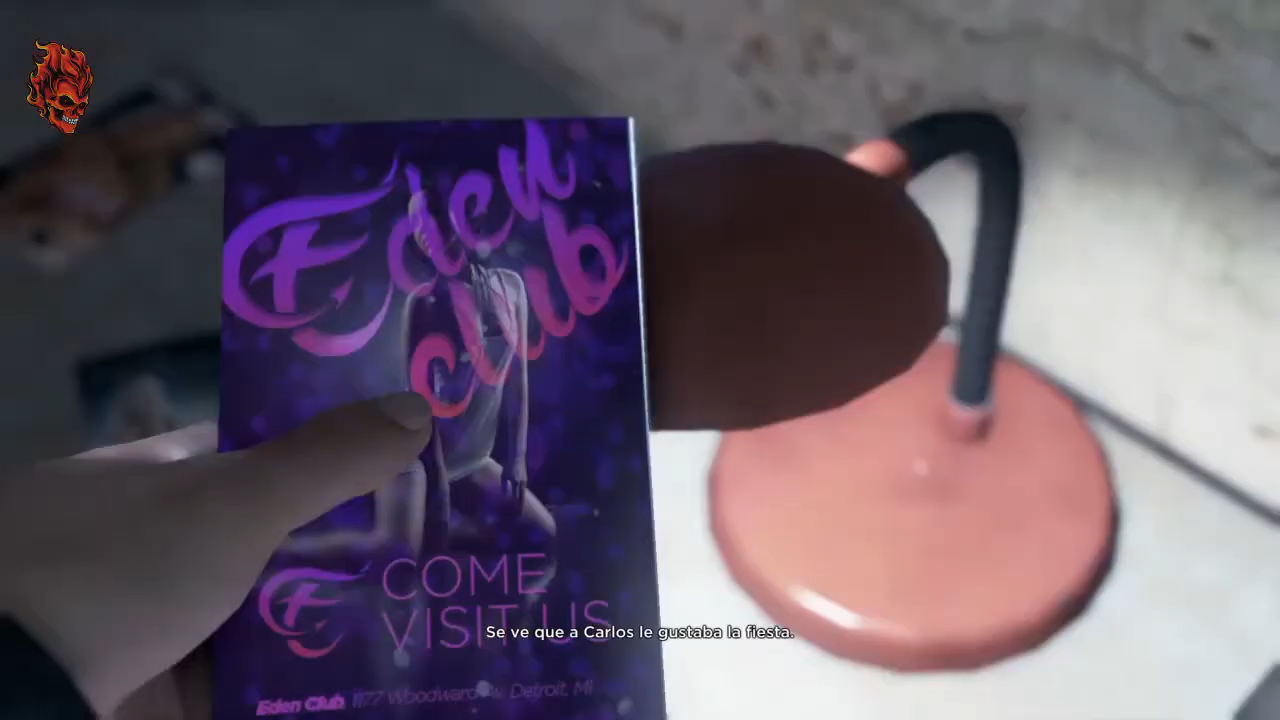 Eden
club
COME
VISIT US
Se ve que a Carlos le gustaba la fiesta.
Eden Club 1177 Woodward Av. Detroit, MI